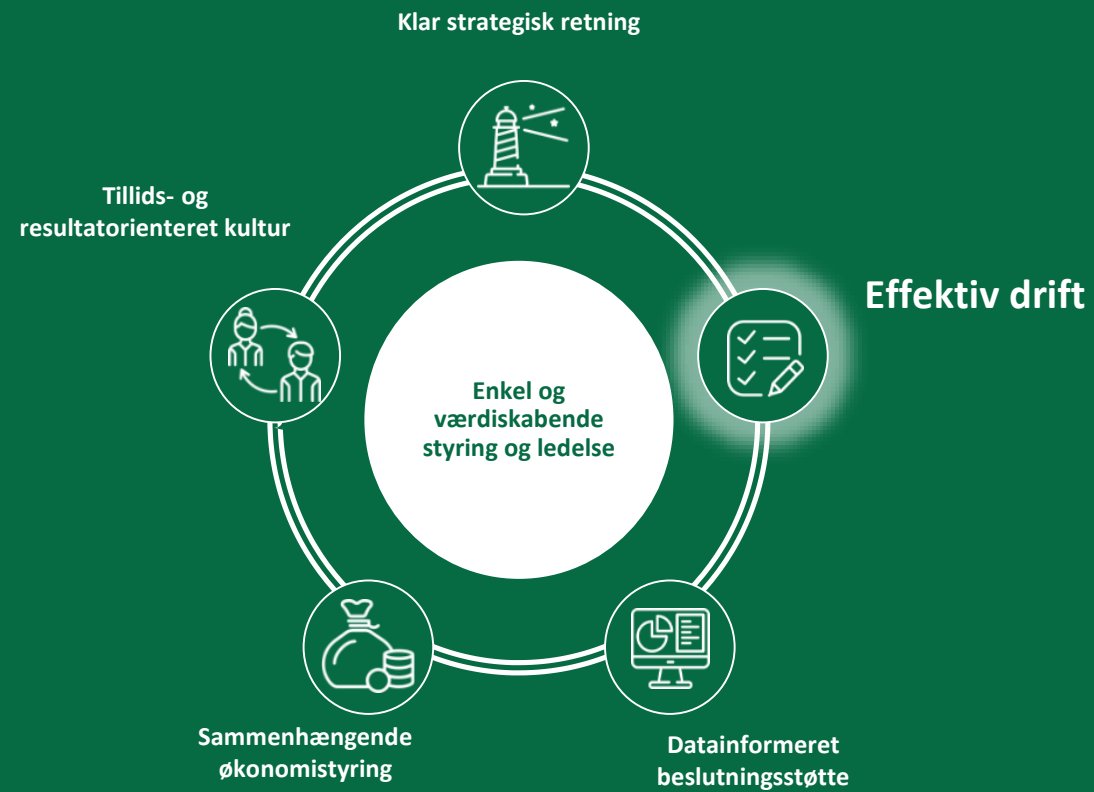 Klar strategisk retning
Tillids- og
resultatorienteret kultur
Effektiv drift
Enkel og
værdiskabende
styring og ledelse
Sammenhængende
økonomistyring
Datainformeret
beslutningsstøtte